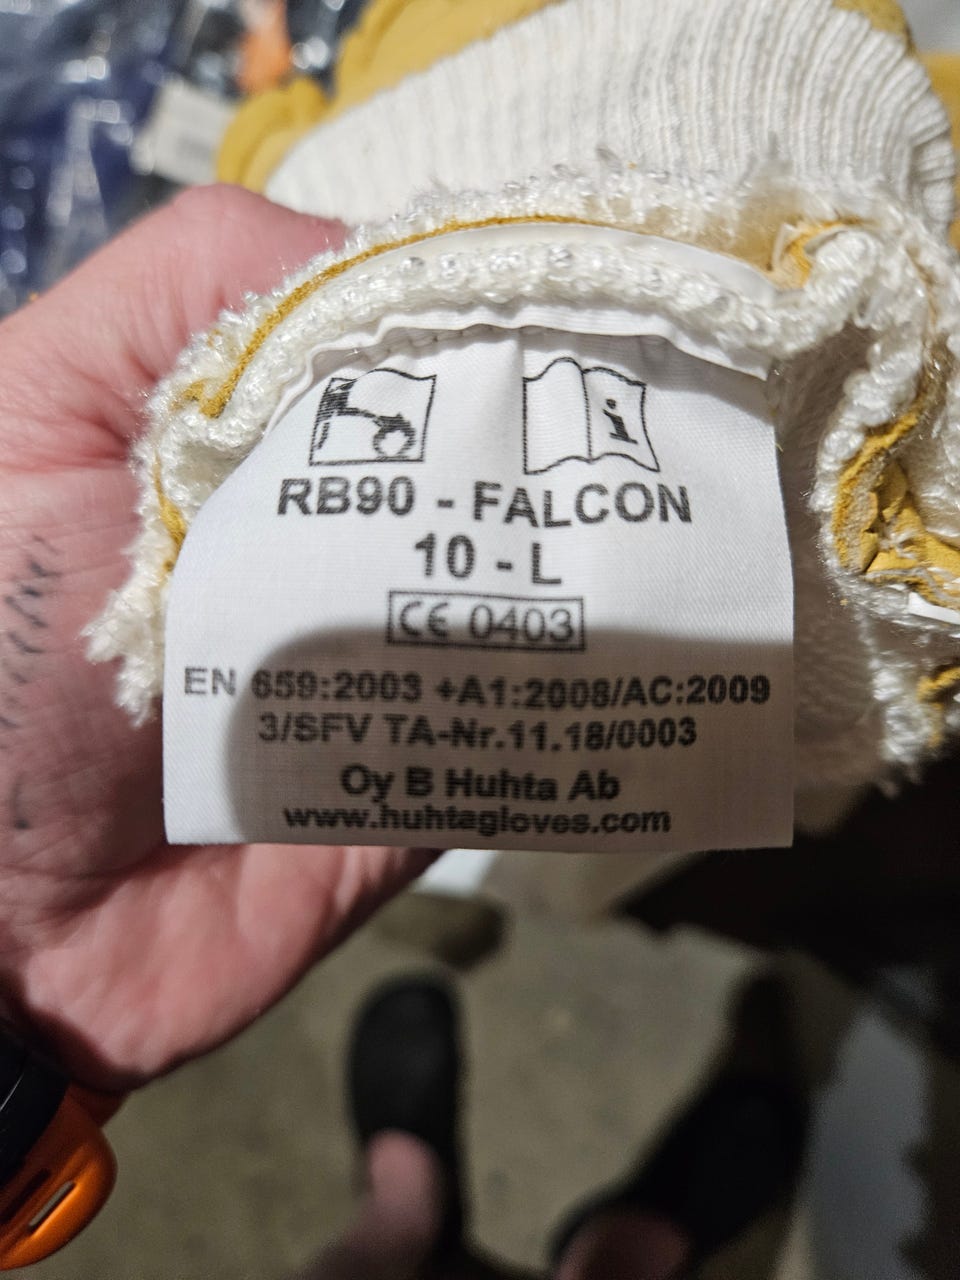 i
RB90 - FALCON
10 - L
CE 0403
EN 659:2003 +A1:2008/AC:2009
3/SFV TA-Nr.11.18/0003
Oy B Huhta Ab
www.huhtagloves.com